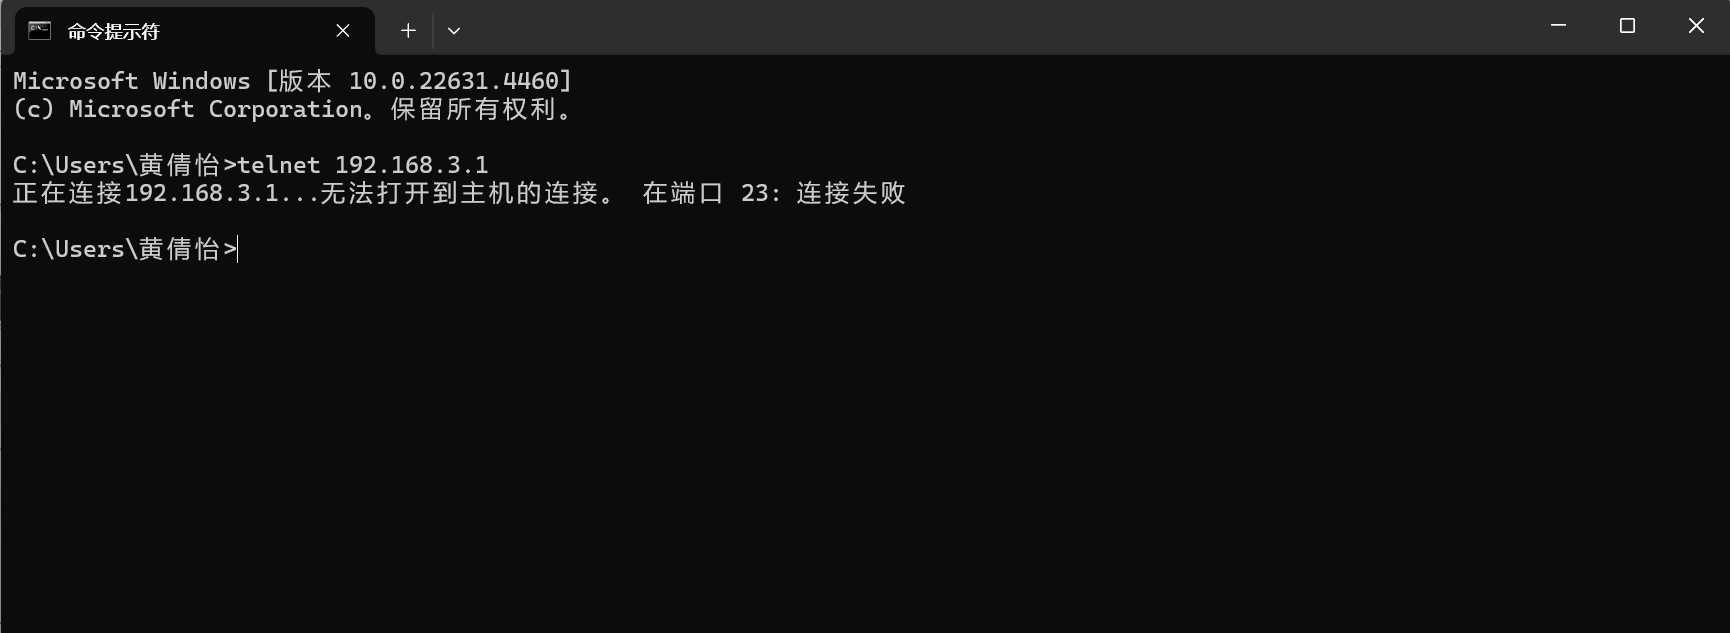 命令提示符
Microsoft Windows [版本 10.0.22631.4460]
(c) Microsoft Corporation。保留所有权利。
C:\Users\黄倩怡>telnet 192.168.3.1
正在连接192.168.3.1...无法打开到主机的连接。 在端口 23: 连接失败
C:\Users\黄倩怡>